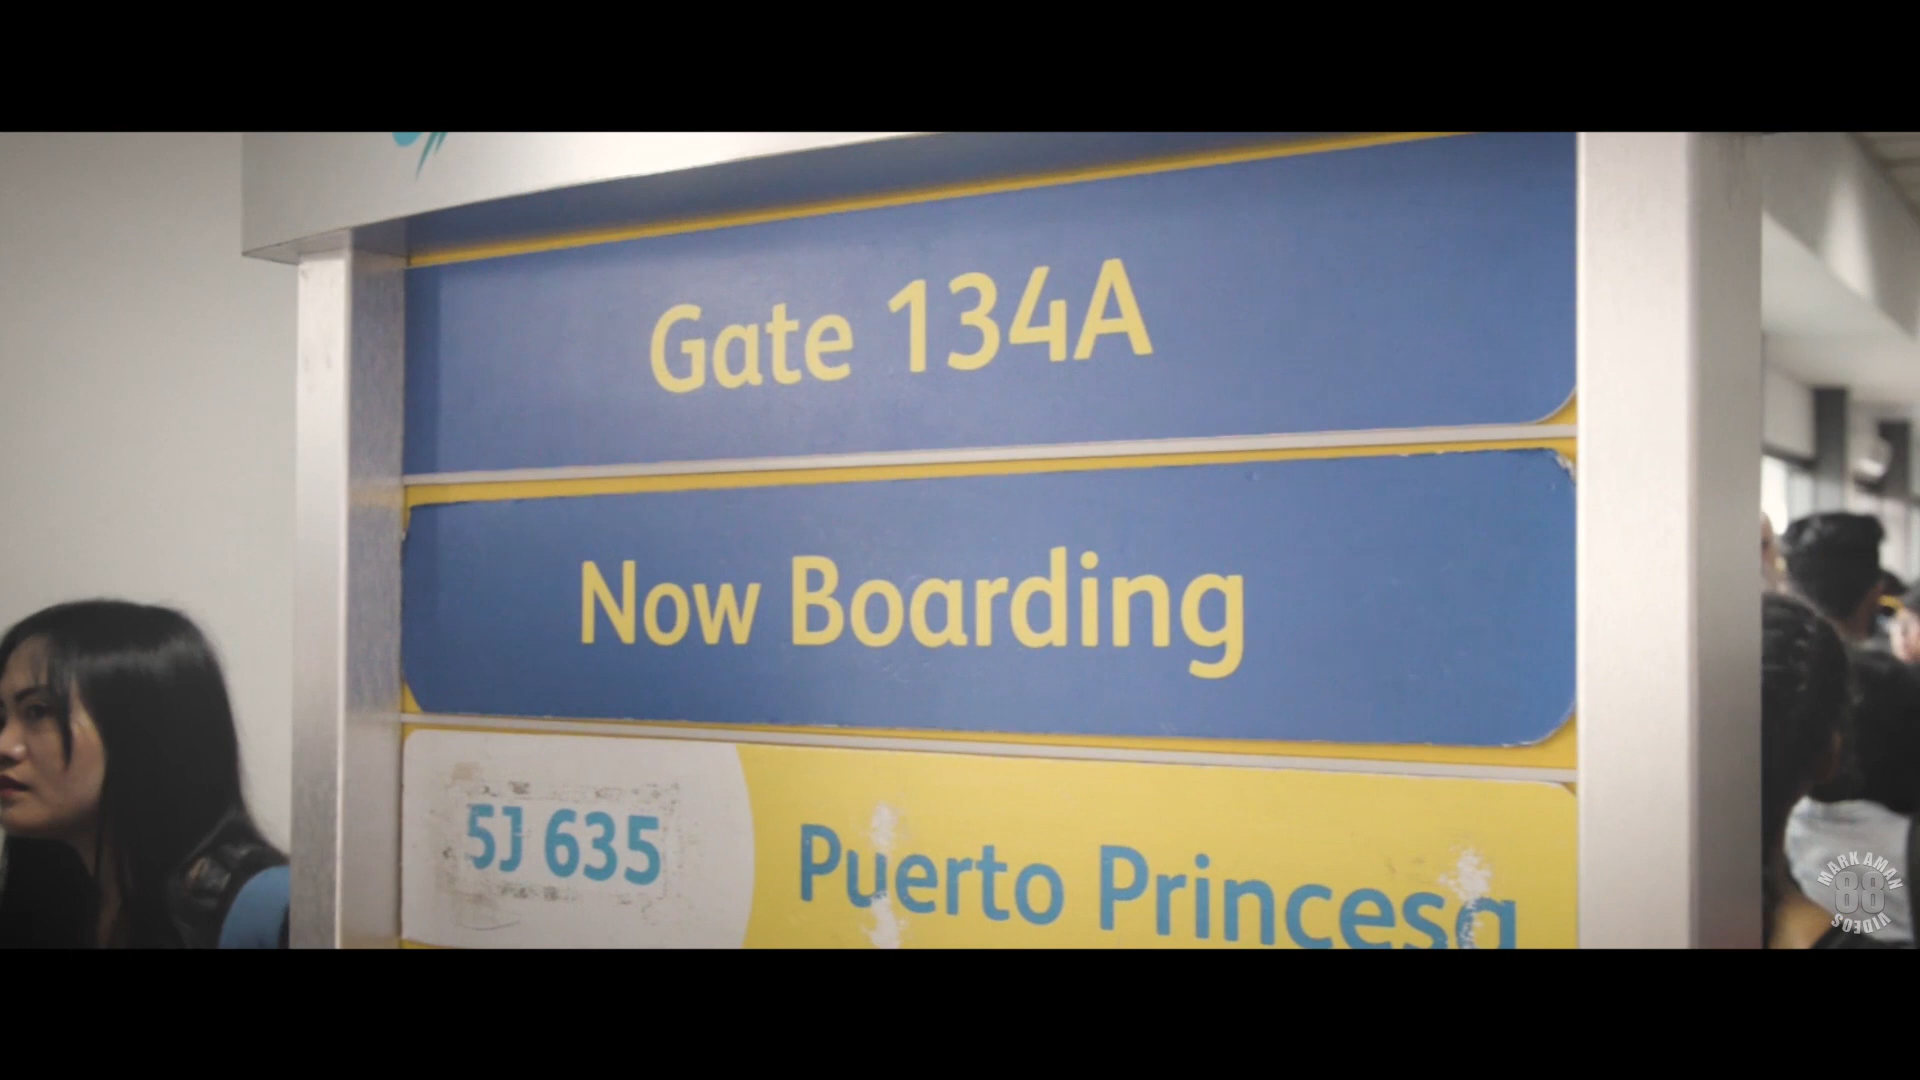 Gate 134A
Now Boarding
5J 635 Puerto Princesa
MARK AMAN
88
VIDEOS